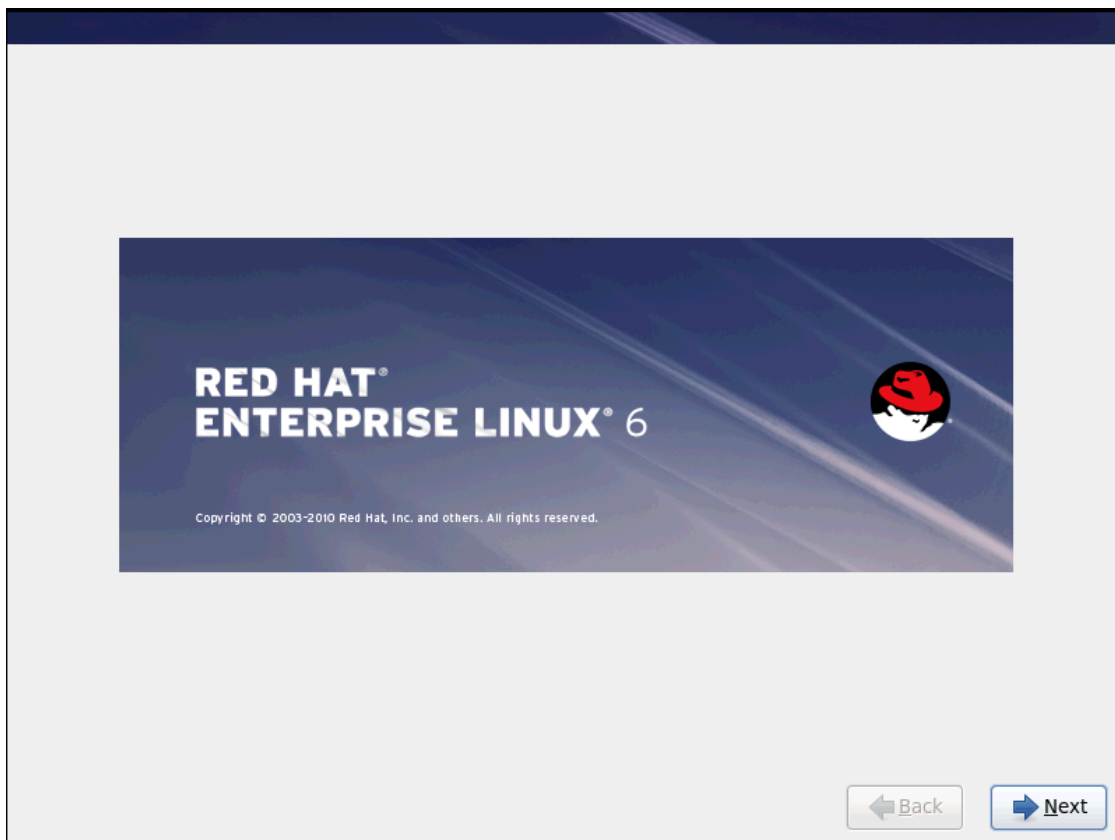 RED HAT®
ENTERPRISE LINUX® 6
Copyright © 2003-2010 Red Hat, Inc. and others. All rights reserved.
Back
Next